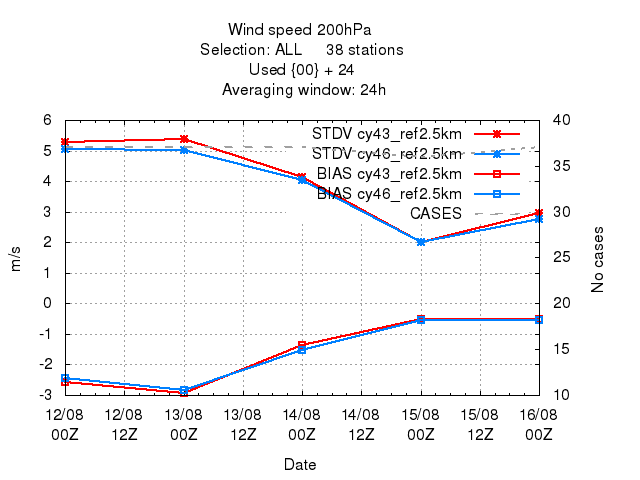 Wind speed 200hPa
Selection: ALL 38 stations
Used {00} + 24
Averaging window: 24h
6 40
STDV cy43_ref2.5km
5 35
STDV cy46_ref2.5km
4 BIAS cy43_ref2.5km
BIAS cy46_ref2.5km
3 CASES 30
2 25
m/s
No cases
1
0 20
-1 15
-2
-3 10
12/08 12/08 13/08 13/08 14/08 14/08 15/08 15/08 16/08
00Z 12Z 00Z 12Z 00Z 12Z 00Z 12Z 00Z
Date